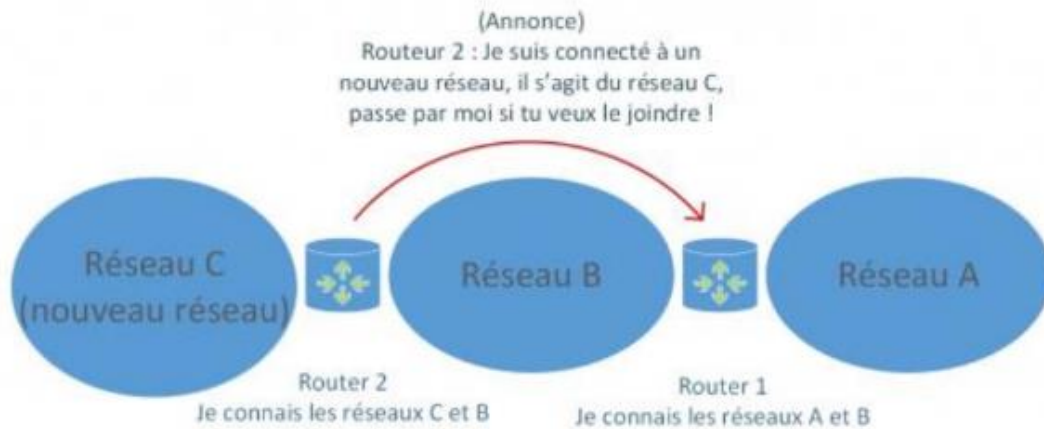 (Annonce)
Routeur 2 : Je suis connecté à un
nouveau réseau, il s'agit du réseau C,
passe par moi si tu veux le joindre !
Réseau C
(nouveau réseau)
Réseau B
Réseau A
Router 2
Je connais les réseaux C et B
Router 1
Je connais les réseaux A et B